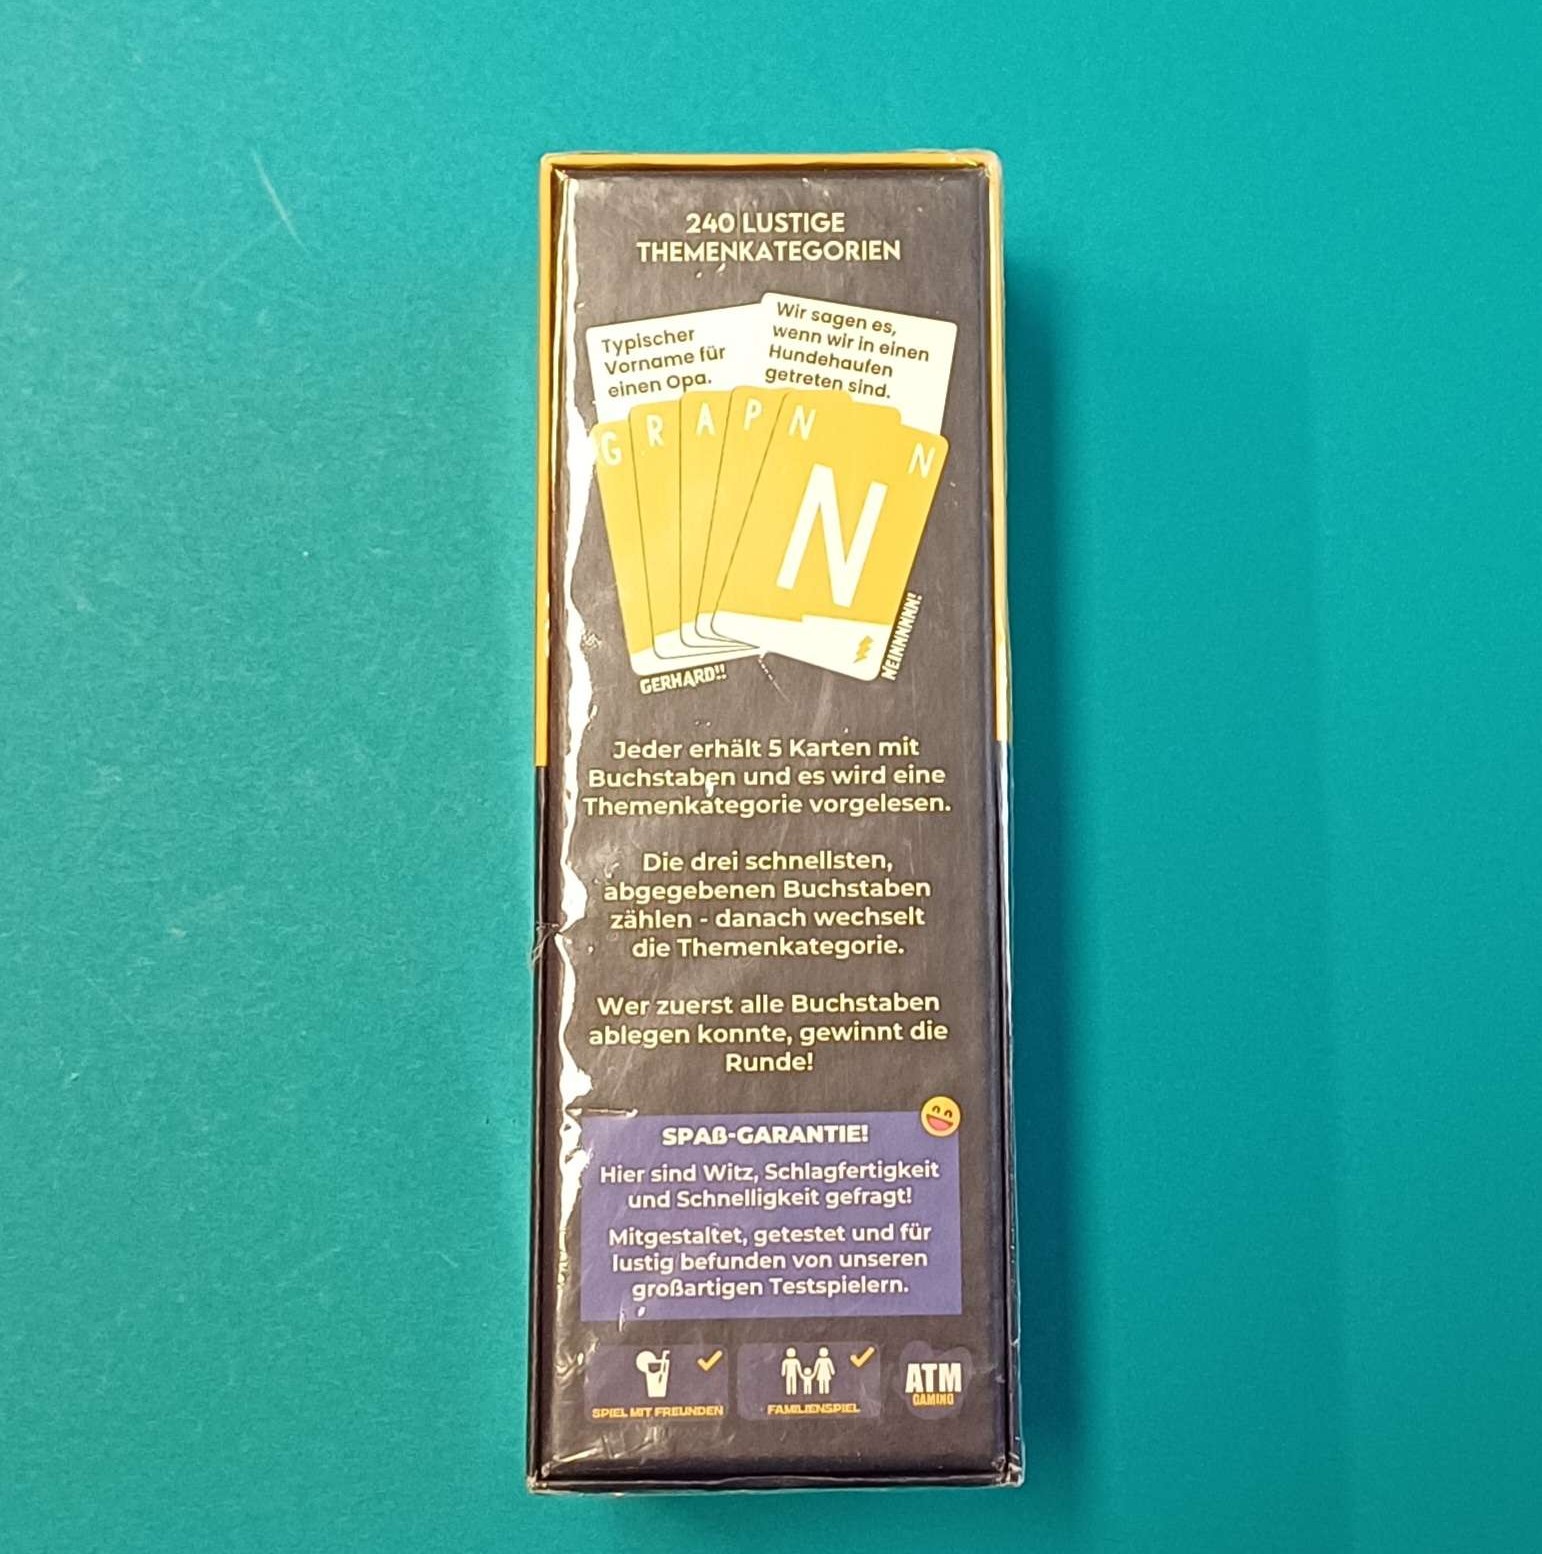 240 LUSTIGE
THEMENKATEGORIEN
Typischer
Vorname für
einen Opa.
Wir sagen es,
wenn wir in einen
Hundehaufen
getreten sind.
G R A P N
N
N
GERHARD!!
NEINNNNNN!
Jeder erhält 5 Karten mit
Buchstaben und es wird eine
Themenkategorie vorgelesen.
Die drei schnellsten,
abgegebenen Buchstaben
zählen - danach wechselt
die Themenkategorie.
Wer zuerst alle Buchstaben
ablegen konnte, gewinnt die
Runde!
SPAß-GARANTIE!
Hier sind Witz, Schlagfertigkeit
und Schnelligkeit gefragt!
Mitgestaltet, getestet und für
lustig befunden von unseren
großartigen Testspielern.
SPIEL MIT FREUNDEN
FAMILIENSPIEL
ATM
GAMING